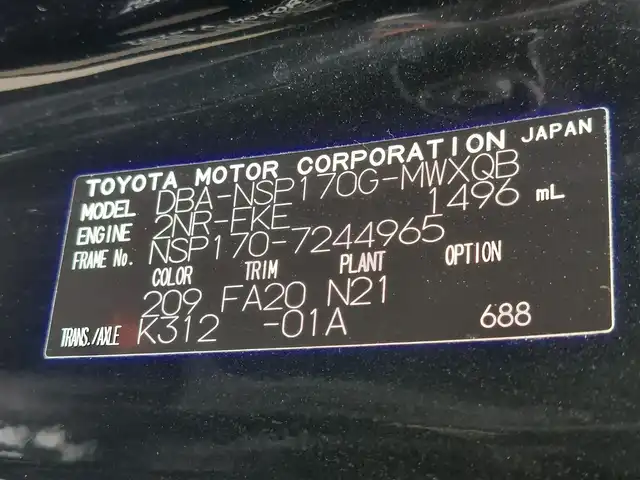 TOYOTA MOTOR CORPORATION JAPAN
MODEL DBA-NSP170G-MWXQB
ENGINE 2NR-FKE 1496 mL
FRAME No. NSP170-7244965
COLOR TRIM PLANT OPTION
209 FA20 N21
TRANS./AXLE K312 -01A 688